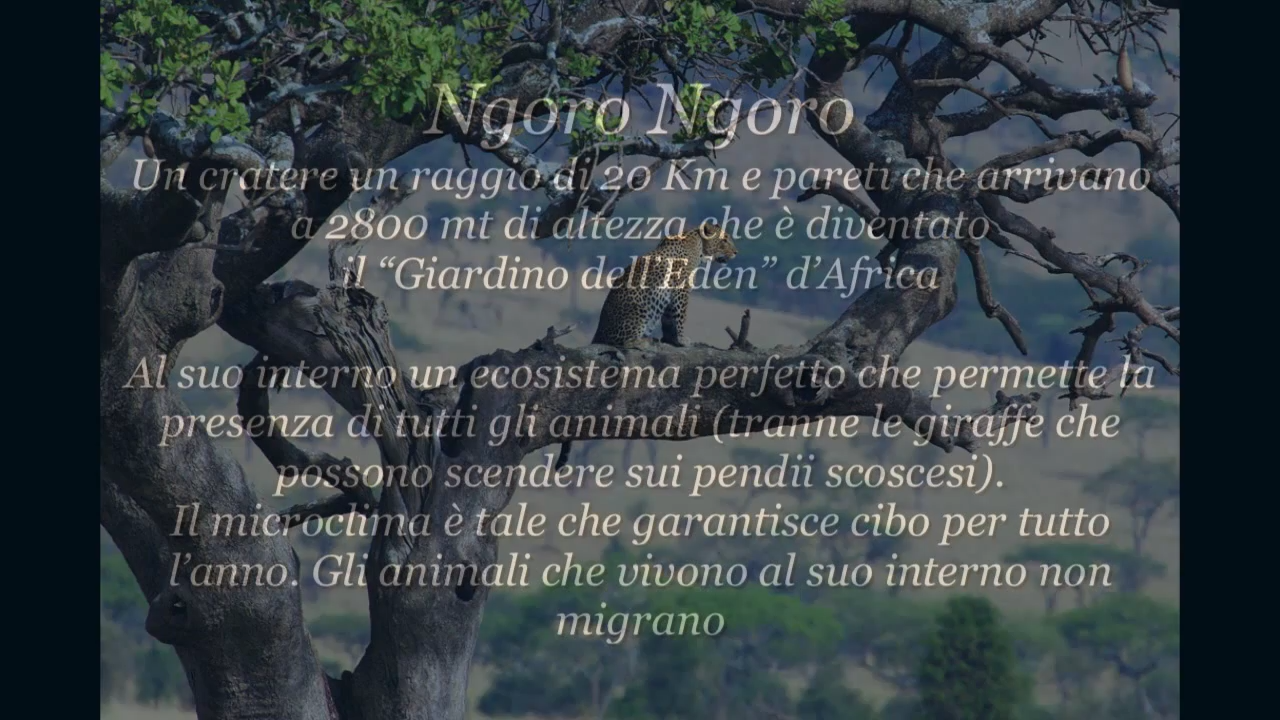 Ngoro Ngoro
Un cratere un raggio di 20 Km e pareti che arrivano
a 2800 mt di altezza che è diventato
il “Giardino dell’Eden” d’Africa
Al suo interno un ecosistema perfetto che permette la
presenza di tutti gli animali (tranne le giraffe che
possono scendere sui pendii scoscesi).
Il microclima è tale che garantisce cibo per tutto
l’anno. Gli animali che vivono al suo interno non
migrano